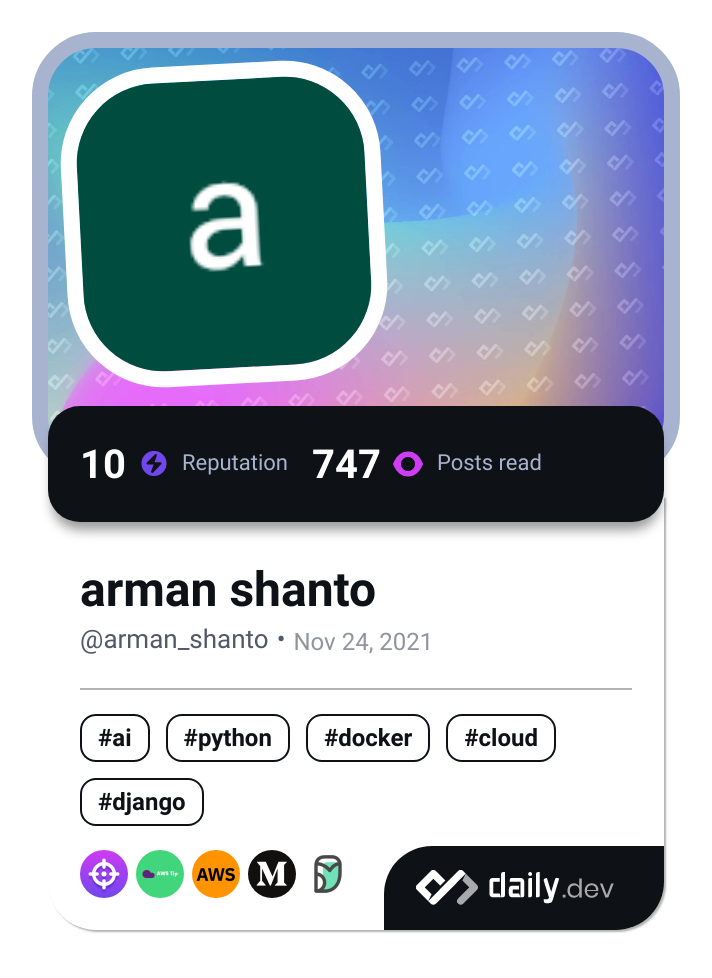 a
10 Reputation 747 Posts read
arman shanto
@arman_shanto • Nov 24, 2021
#ai #python #docker #cloud
#django
AWS Tip AWS M daily.dev